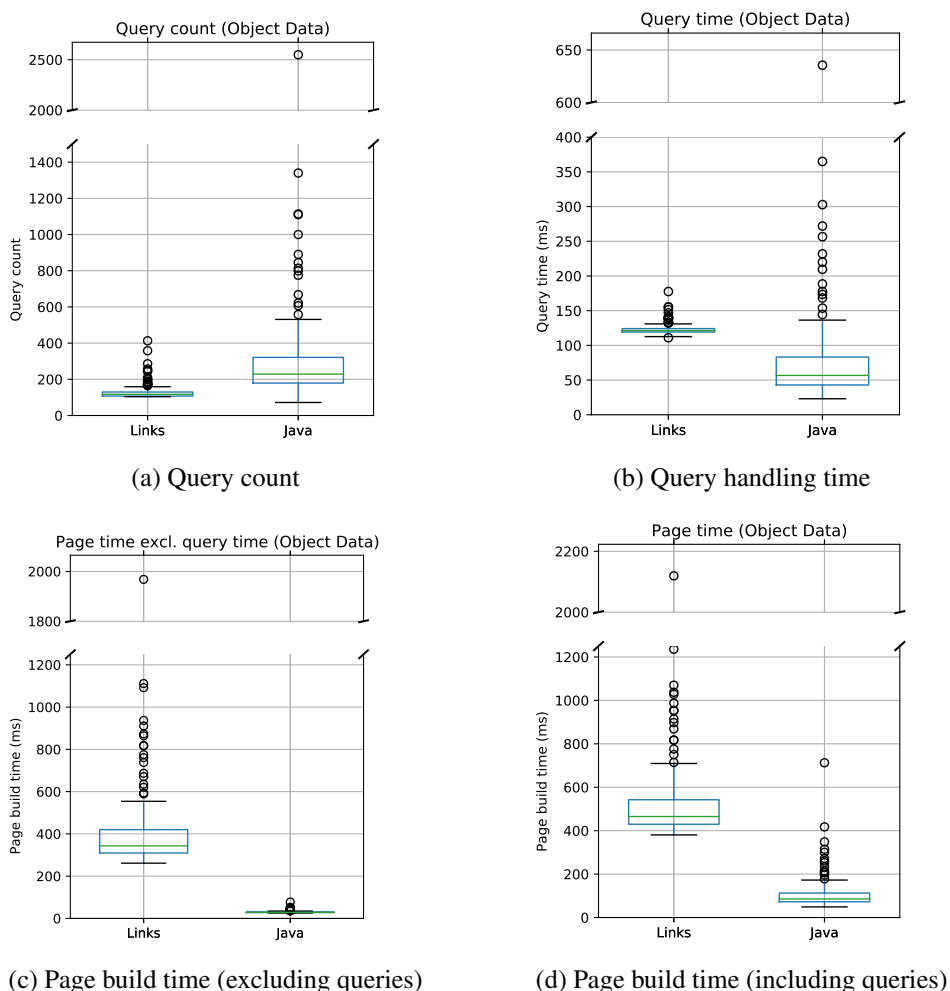 Query count (Object Data)
2500
2000
1400
1200
1000
800
600
400
200
0
Query count
Links
Java
(a) Query count
Query time (Object Data)
650
600
400
350
300
250
200
150
100
50
0
Query time (ms)
Links
Java
(b) Query handling time
Page time excl. query time (Object Data)
2000
1800
1200
1000
800
600
400
200
0
Page build time (ms)
Links
Java
(c) Page build time (excluding queries)
Page time (Object Data)
2200
2000
1200
1000
800
600
400
200
0
Page build time (ms)
Links
Java
(d) Page build time (including queries)